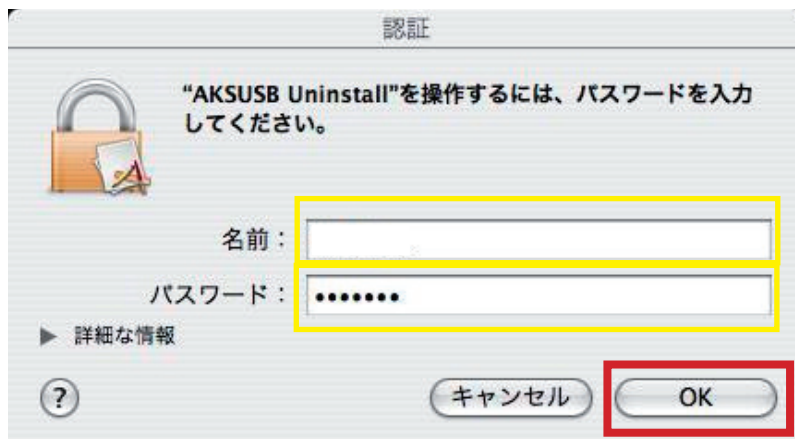 認証
“AKSUSB Uninstall”を操作するには、パスワードを入力
してください。
名前：
パスワード： •••••••
▶ 詳細な情報
? キャンセル OK